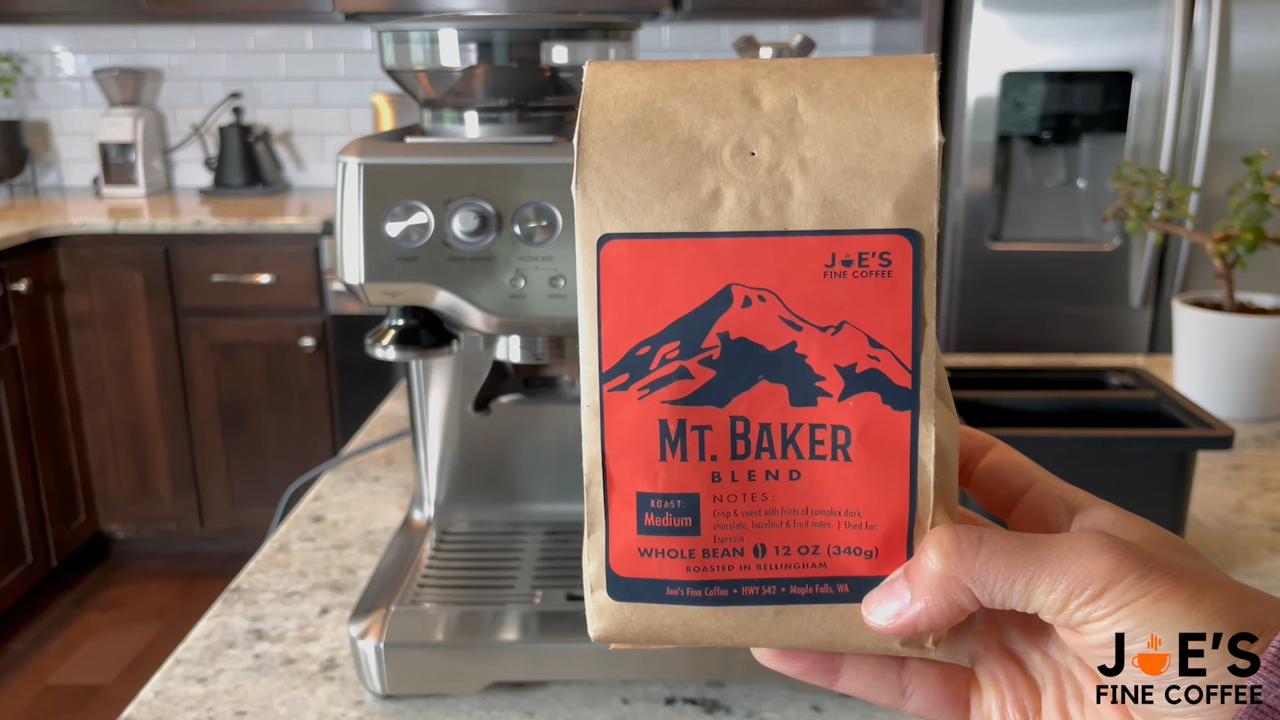 JOE'S
FINE COFFEE
MT. BAKER
BLEND
ROAST:
Medium
NOTES:
Crisp & sweet with hints of complex dark
chocolate, hazelnut & fruit notes. | Used for:
Espresso
WHOLE BEAN 12 OZ (340g)
ROASTED IN BELLINGHAM
Joe's Fine Coffee • HWY 542 • Maple Falls, WA
JOE'S
FINE COFFEE